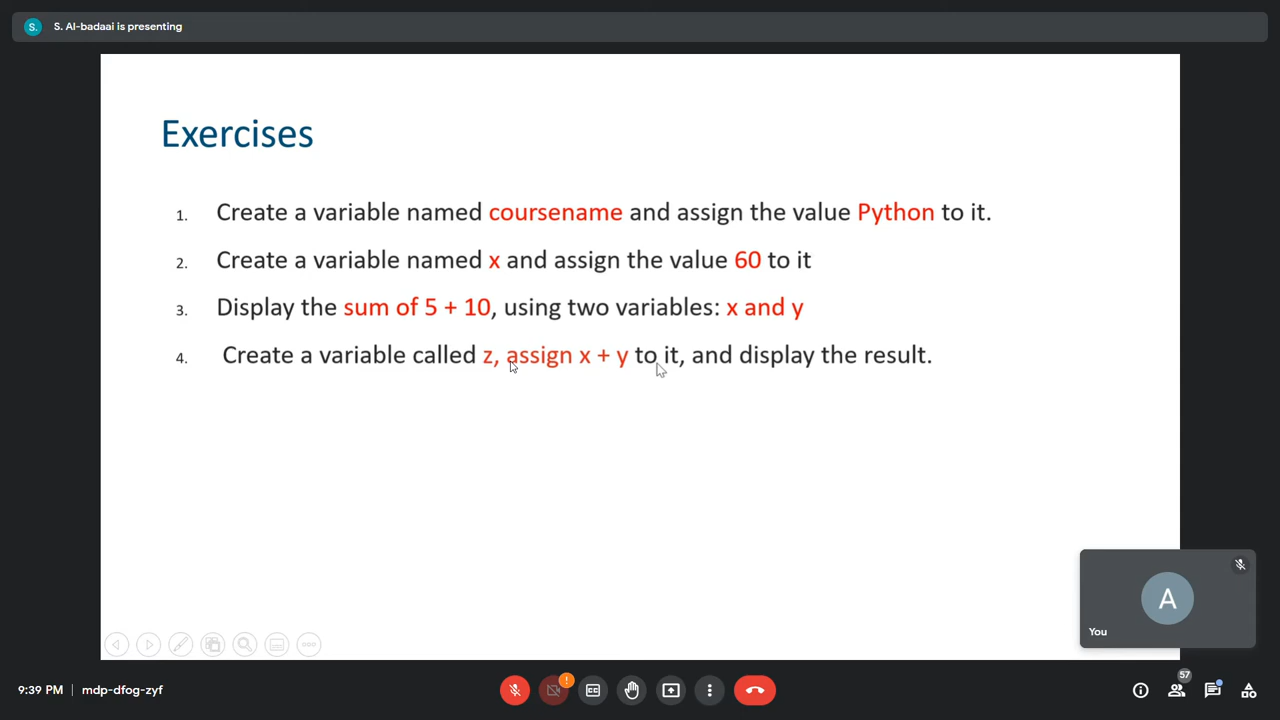 S. S. Al-badaai is presenting
Exercises
1. Create a variable named coursename and assign the value Python to it.
2. Create a variable named x and assign the value 60 to it
3. Display the sum of 5 + 10, using two variables: x and y
4. Create a variable called z, assign x + y to it, and display the result.
A
You
9:39 PM | mdp-dfog-zyf
CC
57